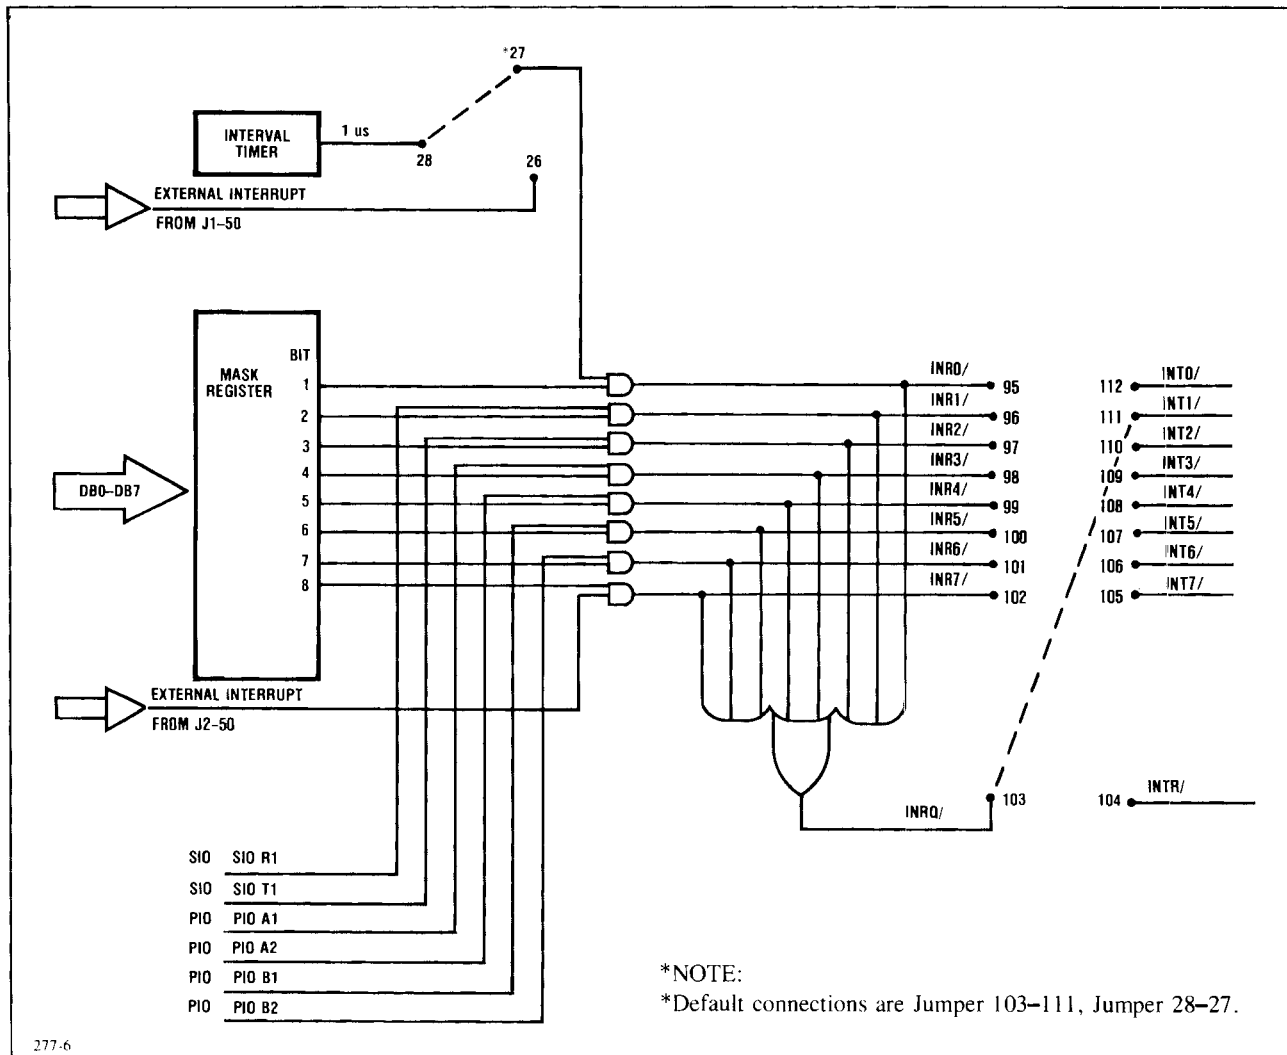 *27
1 us
INTERVAL
TIMER
28
26
EXTERNAL INTERRUPT
FROM J1-50
BIT
MASK
REGISTER
1
2
3
4
5
6
7
8
DB0-DB7
INR0/
95
INR1/
96
INR2/
97
INR3/
98
INR4/
99
INR5/
100
INR6/
101
INR7/
102
112
INT0/
111
INT1/
110
INT2/
109
INT3/
108
INT4/
107
INT5/
106
INT6/
105
INT7/
EXTERNAL INTERRUPT
FROM J2-50
INRQ/
103
104
INTR/
SIO SIO R1
SIO SIO T1
PIO PIO A1
PIO PIO A2
PIO PIO B1
PIO PIO B2
*NOTE:
*Default connections are Jumper 103–111, Jumper 28–27.
277-6